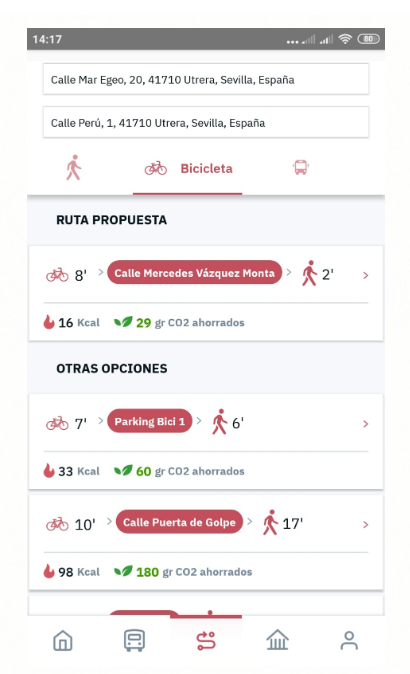 14:17
60
Calle Mar Egeo, 20, 41710 Utrera, Sevilla, España
Calle Perú, 1, 41710 Utrera, Sevilla, España
Bicicleta
RUTA PROPUESTA
8' > Calle Mercedes Vázquez Monta > 2' >
16 Kcal 29 gr CO2 ahorrados
OTRAS OPCIONES
7' > Parking Bici 1 > 6' >
33 Kcal 60 gr CO2 ahorrados
10' > Calle Puerta de Golpe > 17' >
98 Kcal 180 gr CO2 ahorrados